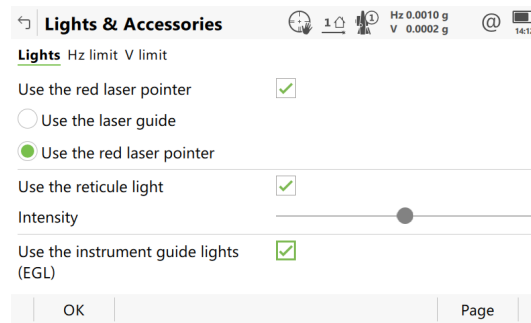 Lights & Accessories
1
1
Hz 0.0010 g
V 0.0002 g
@
Lights Hz limit V limit
Use the red laser pointer
Use the laser guide
Use the red laser pointer
Use the reticule light
Intensity
Use the instrument guide lights
(EGL)
OK Page